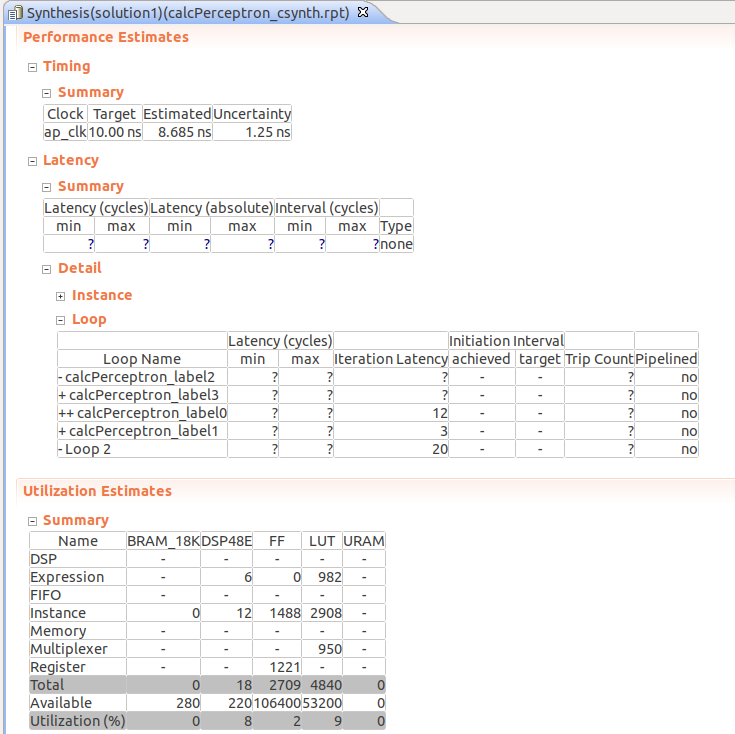 Synthesis(solution1)(calcPerceptron_csynth.rpt)
Performance Estimates
Timing
Summary
Clock Target Estimated Uncertainty
ap_clk 10.00 ns 8.685 ns 1.25 ns
Latency
Summary
Latency (cycles) Latency (absolute) Interval (cycles)
min max min max min max Type
? ? ? ? ? ? none
Detail
+ Instance
Loop
Latency (cycles) Initiation Interval
Loop Name min max Iteration Latency achieved target Trip Count Pipelined
- calcPerceptron_label2 ? ? ? - - ? no
+ calcPerceptron_label3 ? ? ? - - ? no
++ calcPerceptron_label0 ? ? 12 - - ? no
+ calcPerceptron_label1 ? ? 3 - - ? no
- Loop 2 ? ? 20 - - ? no
Utilization Estimates
Summary
Name BRAM_18K DSP48E FF LUT URAM
DSP - - - - -
Expression - 6 0 982 -
FIFO - - - - -
Instance 0 12 1488 2908 -
Memory - - - - -
Multiplexer - - - 950 -
Register - - 1221 - -
Total 0 18 2709 4840 0
Available 280 220 106400 53200 0
Utilization (%) 0 8 2 9 0